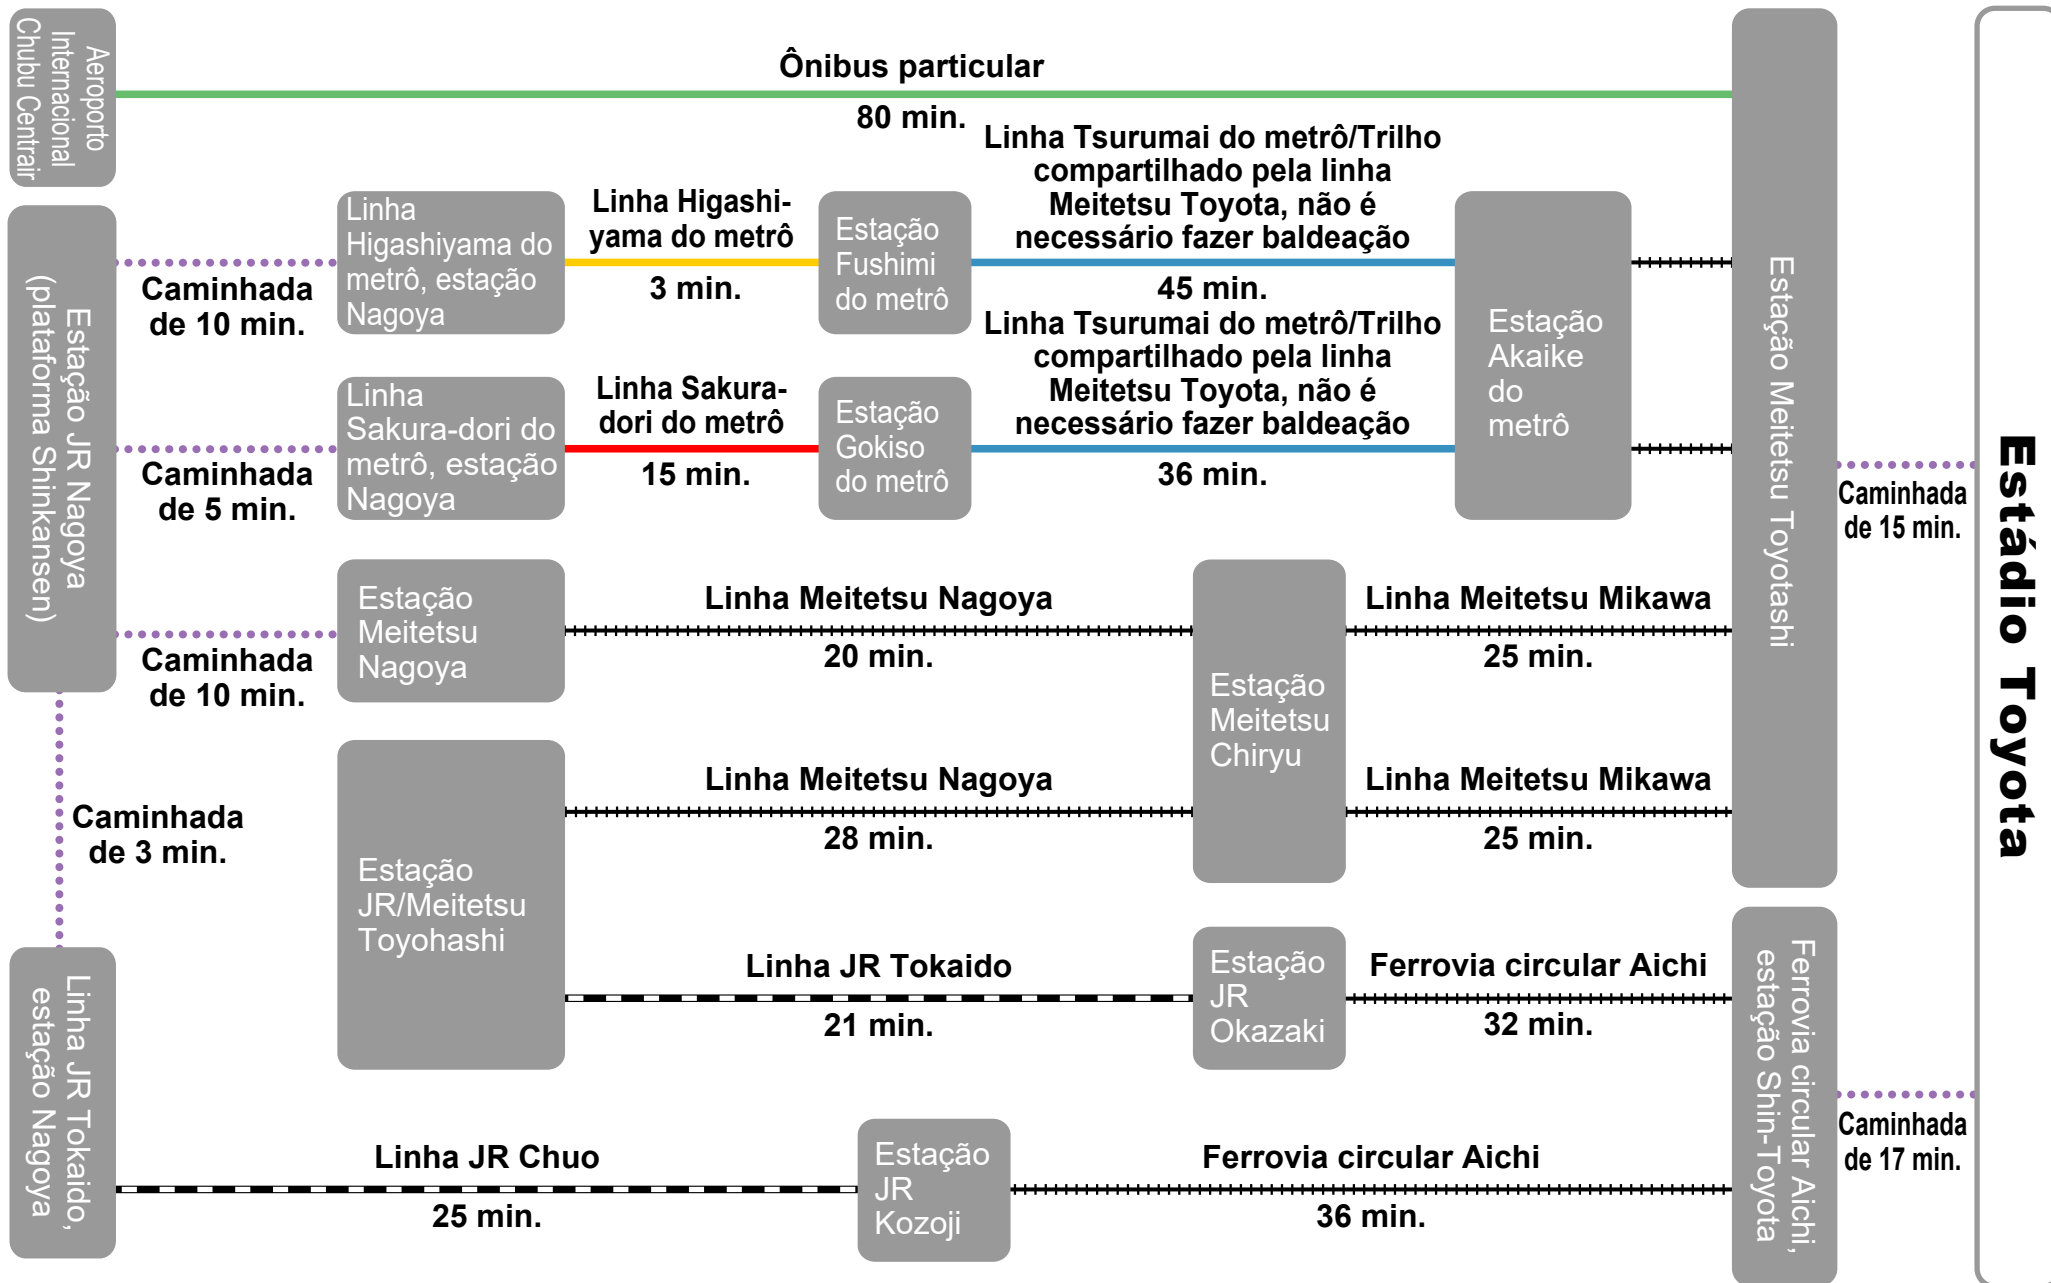 Aeroporto
Internacional
Chubu Centrair
Ônibus particular
80 min.
Estação JR Nagoya
(plataforma Shinkansen)
Caminhada
de 10 min.
Linha
Higashiyama do
metrô, estação
Nagoya
Linha Higashi-
yama do metrô
3 min.
Estação
Fushimi
do metrô
Linha Tsurumai do metrô/Trilho
compartilhado pela linha
Meitetsu Toyota, não é
necessário fazer baldeação
45 min.
Caminhada
de 5 min.
Linha
Sakura-dori do
metrô, estação
Nagoya
Linha Sakura-
dori do metrô
15 min.
Estação
Gokiso
do metrô
Linha Tsurumai do metrô/Trilho
compartilhado pela linha
Meitetsu Toyota, não é
necessário fazer baldeação
36 min.
Estação
Akaike
do
metrô
Estação Meitetsu Toyotashi
Caminhada
de 15 min.
Estádio Toyota
Caminhada
de 10 min.
Estação
Meitetsu
Nagoya
Linha Meitetsu Nagoya
20 min.
Estação
Meitetsu
Chiryu
Linha Meitetsu Mikawa
25 min.
Caminhada
de 3 min.
Estação
JR/Meitetsu
Toyohashi
Linha Meitetsu Nagoya
28 min.
Linha Meitetsu Mikawa
25 min.
Linha JR Tokaido
21 min.
Estação
JR
Okazaki
Ferrovia circular Aichi
32 min.
Linha JR Tokaido,
estação Nagoya
Linha JR Chuo
25 min.
Estação
JR
Kozoji
Ferrovia circular Aichi
36 min.
Ferrovia circular Aichi,
estação Shin-Toyota
Caminhada
de 17 min.